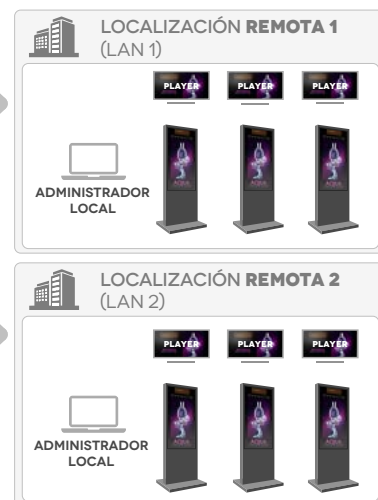 LOCALIZACIÓN REMOTA 1
(LAN 1)
PLAYER PLAYER PLAYER
ADMINISTRADOR
LOCAL
LOCALIZACIÓN REMOTA 2
(LAN 2)
PLAYER PLAYER PLAYER
ADMINISTRADOR
LOCAL